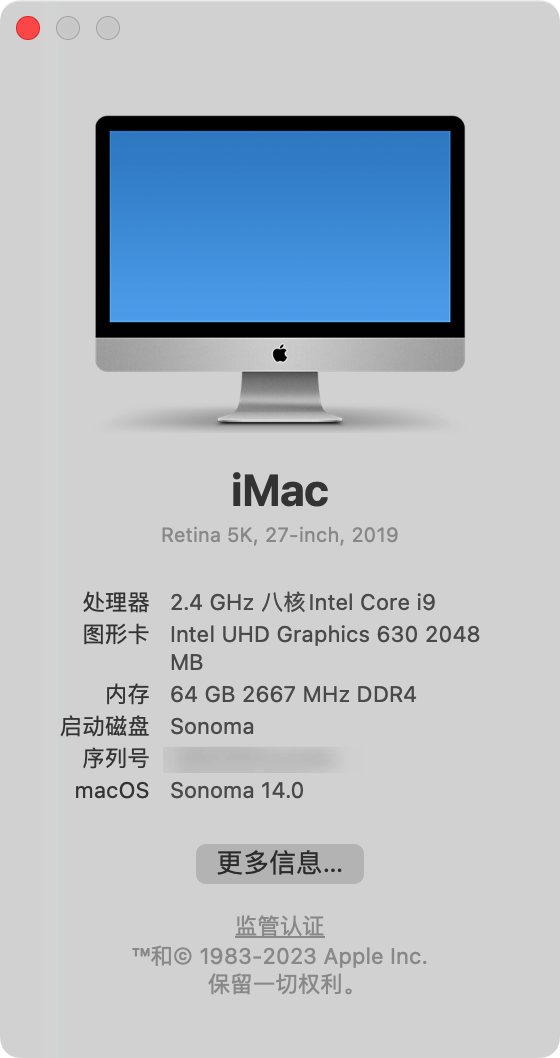 iMac
Retina 5K, 27-inch, 2019
处理器 2.4 GHz 八核Intel Core i9
图形卡 Intel UHD Graphics 630 2048
MB
内存 64 GB 2667 MHz DDR4
启动磁盘 Sonoma
序列号
macOS Sonoma 14.0
更多信息...
监管认证
™和© 1983-2023 Apple Inc.
保留一切权利。